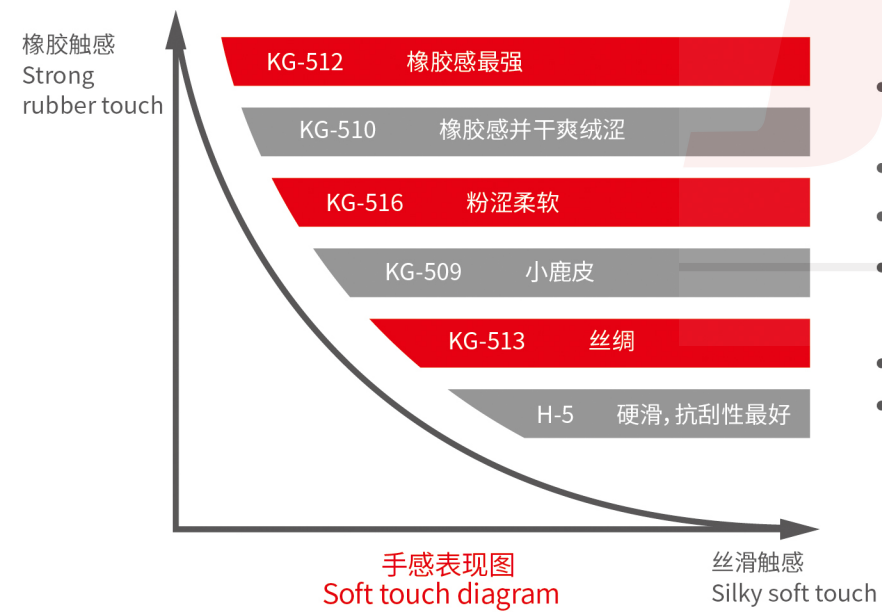 橡胶触感
Strong
rubber touch
KG-512 橡胶感最强
KG-510 橡胶感并干爽绒涩
KG-516 粉涩柔软
KG-509 小鹿皮
KG-513 丝绸
H-5 硬滑，抗刮性最好
手感表现图
Soft touch diagram
丝滑触感
Silky soft touch